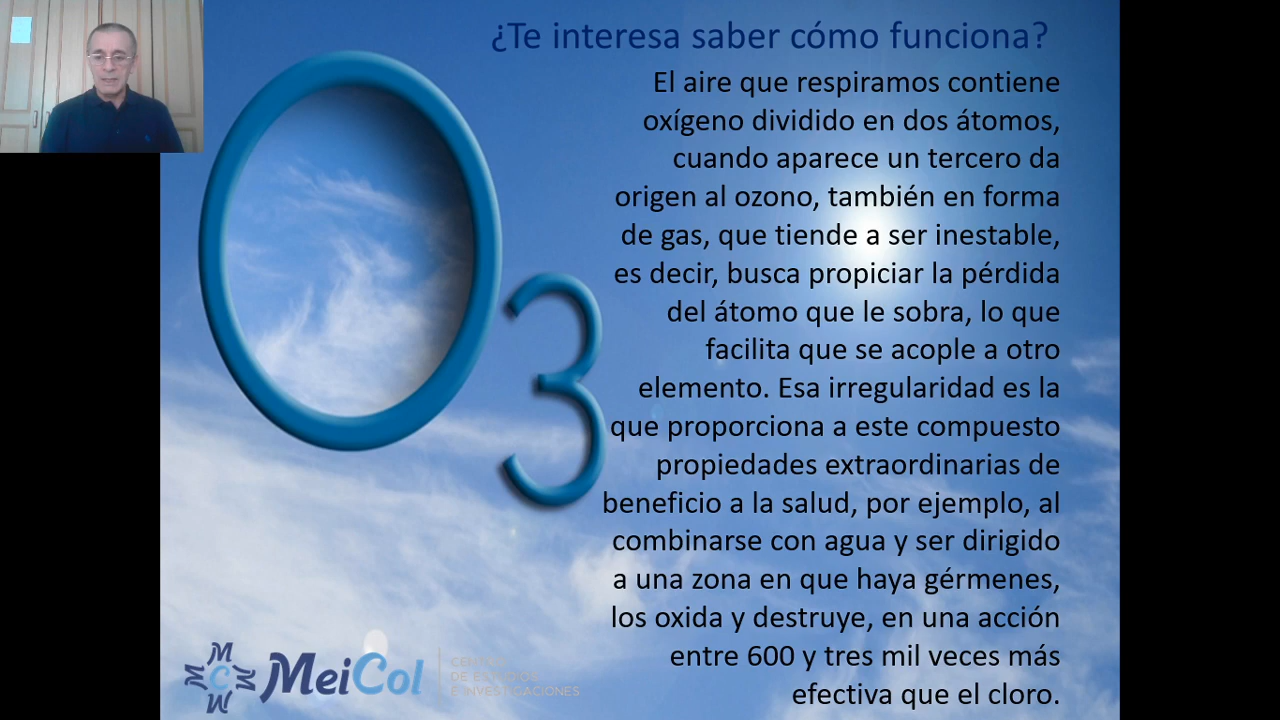 ¿Te interesa saber cómo funciona?
El aire que respiramos contiene
oxígeno dividido en dos átomos,
cuando aparece un tercero da
origen al ozono, también en forma
de gas, que tiende a ser inestable,
es decir, busca propiciar la pérdida
del átomo que le sobra, lo que
facilita que se acople a otro
elemento. Esa irregularidad es la
que proporciona a este compuesto
propiedades extraordinarias de
beneficio a la salud, por ejemplo, al
combinarse con agua y ser dirigido
a una zona en que haya gérmenes,
los oxida y destruye, en una acción
entre 600 y tres mil veces más
efectiva que el cloro.
O3
MeiCol
CENTRO
DE ESTUDIOS
E INVESTIGACIONES